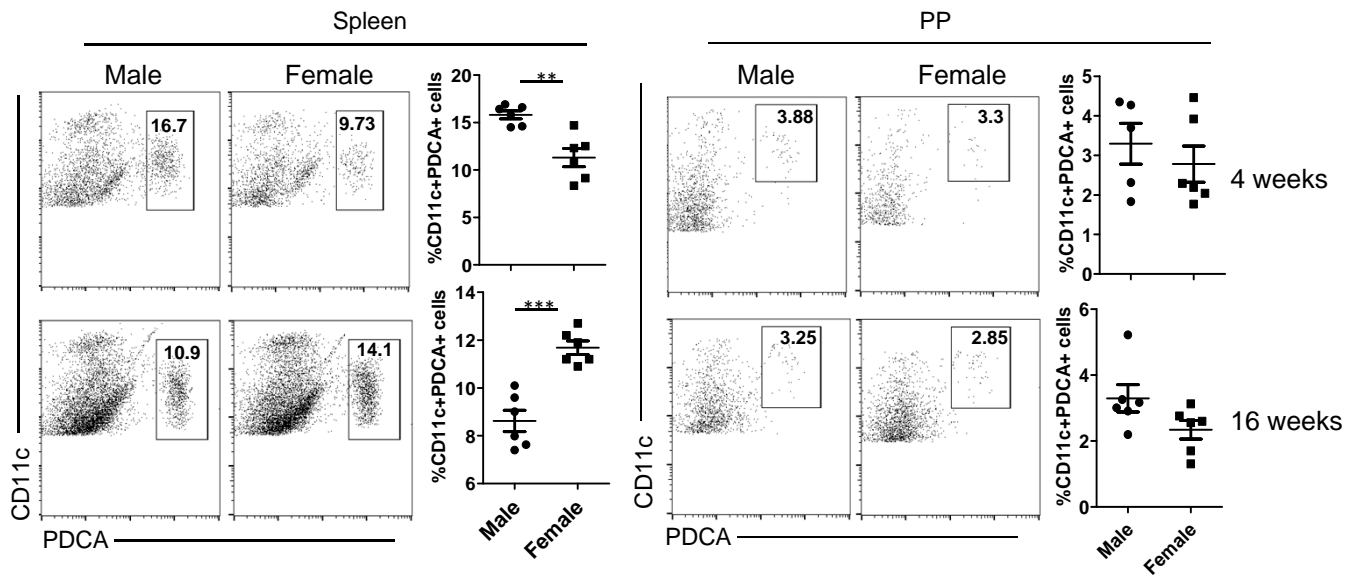 Spleen
PP
Male
Female
Male
Female
16.7
9.73
**
20
15
10
5
0
%CD11c+PDCA+ cells
3.88
3.3
5
4
3
2
1
0
%CD11c+PDCA+ cells
4 weeks
10.9
14.1
***
14
12
10
8
6
%CD11c+PDCA+ cells
Male
Female
3.25
2.85
6
4
2
0
%CD11c+PDCA+ cells
Male
Female
16 weeks
CD11c
PDCA
CD11c
PDCA